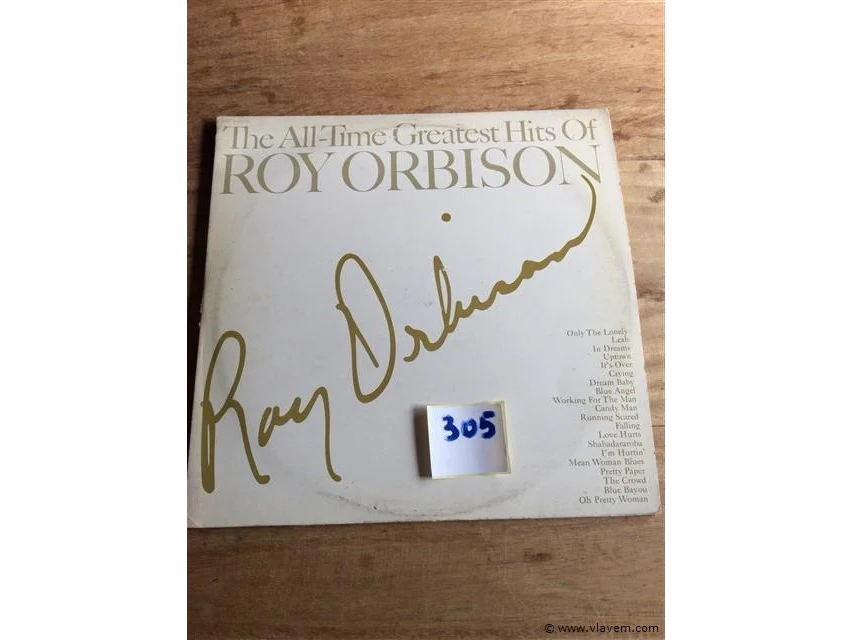 The All-Time Greatest Hits Of
ROY ORBISON
Roy Orbison
Only The Lonely
Leah
In Dreams
Uptown
It's Over
Crying
Dream Baby
Blue Angel
Working For The Man
Candy Man
Running Scared
Falling
Love Hurts
Shahadararoba
I'm Hurtin'
Mean Woman Blues
Pretty Paper
The Crowd
Blue Bayou
Oh Pretty Woman
305
© www.vlavem.com